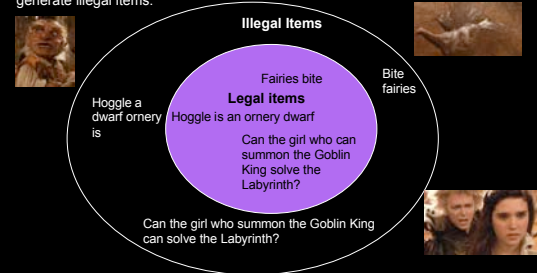 generate illegal items.
Illegal Items
Fairies bite
Bite
fairies
Legal items
Hoggle a
dwarf ornery
is
Hoggle is an ornery dwarf
Can the girl who can
summon the Goblin
King solve the
Labyrinth?
Can the girl who summon the Goblin King
can solve the Labyrinth?